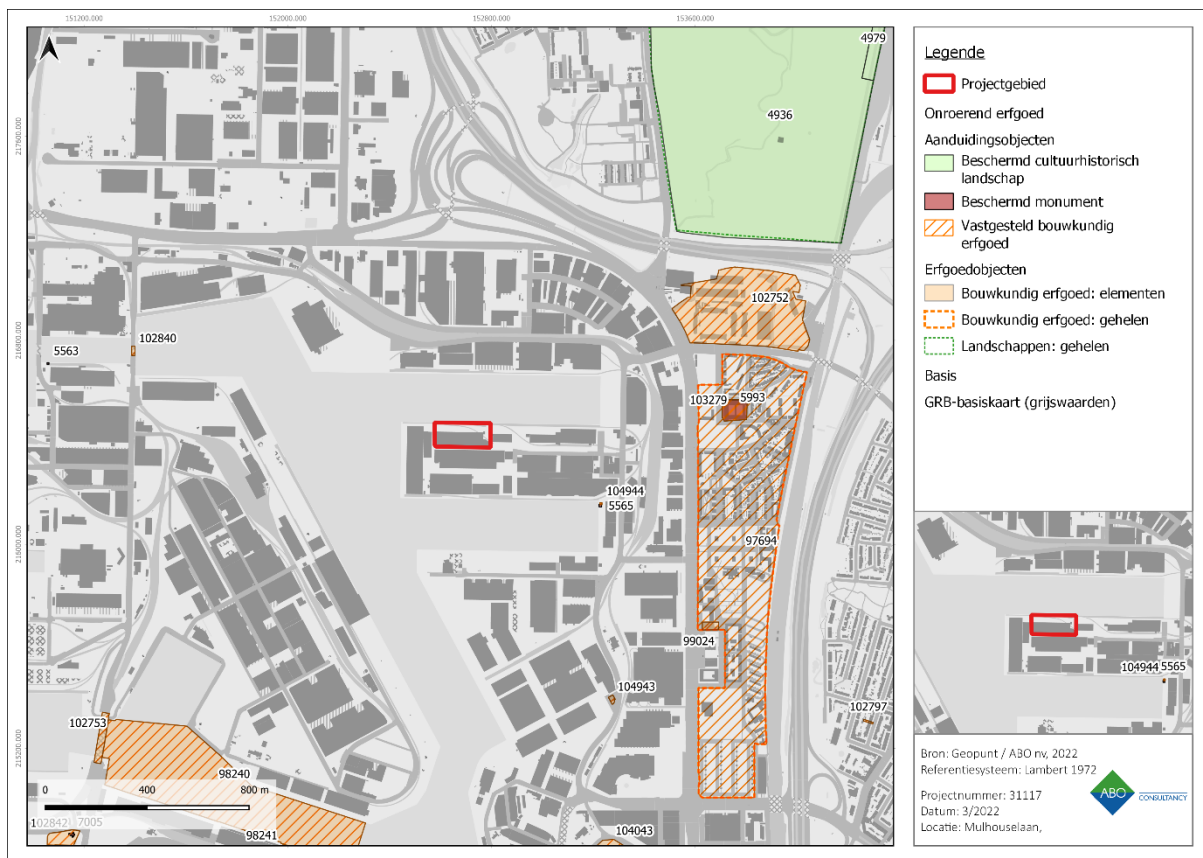 151200.000
152000.000
152800.000
153600.000
217600.000
216800.000
216000.000
215200.000
4979
4936
102752
102840
5563
103279
5993
104944
5565
97694
99024
104943
102797
102753
98240
98241
104043
102842
7005
0
400
800 m
Legende
Projectgebied
Onroerend erfgoed
Aanduidingsobjecten
Beschermd cultuurhistorisch
landschap
Beschermd monument
Vastgesteld bouwkundig
erfgoed
Erfgoedobjecten
Bouwkundig erfgoed: elementen
Bouwkundig erfgoed: gehelen
Landschappen: gehelen
Basis
GRB-basiskaart (grijswaarden)
104944
5565
Bron: Geopunt / ABO nv, 2022
Referentiesysteem: Lambert 1972
Projectnummer: 31117
Datum: 3/2022
Locatie: Mulhouselaan,
ABO
CONSULTANCY